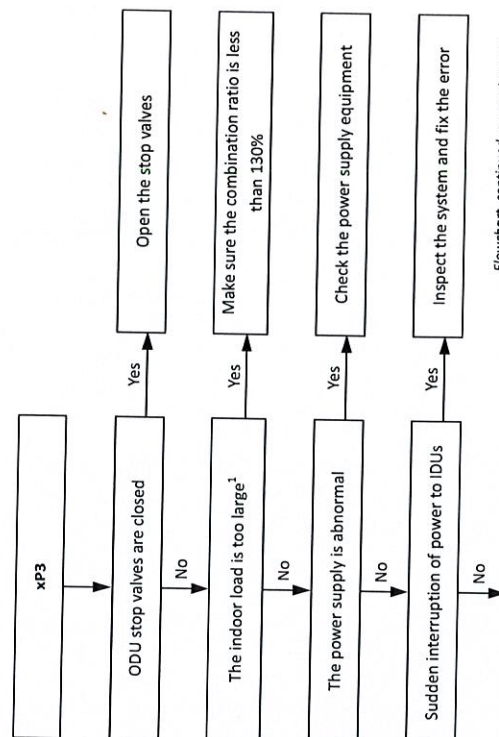 xP3
ODU stop valves are closed
Yes
Open the stop valves
No
The indoor load is too large¹
Yes
Make sure the combination ratio is less
than 130%
No
The power supply is abnormal
Yes
Check the power supply equipment
No
Sudden interruption of power to IDUs
Yes
Inspect the system and fix the error
No